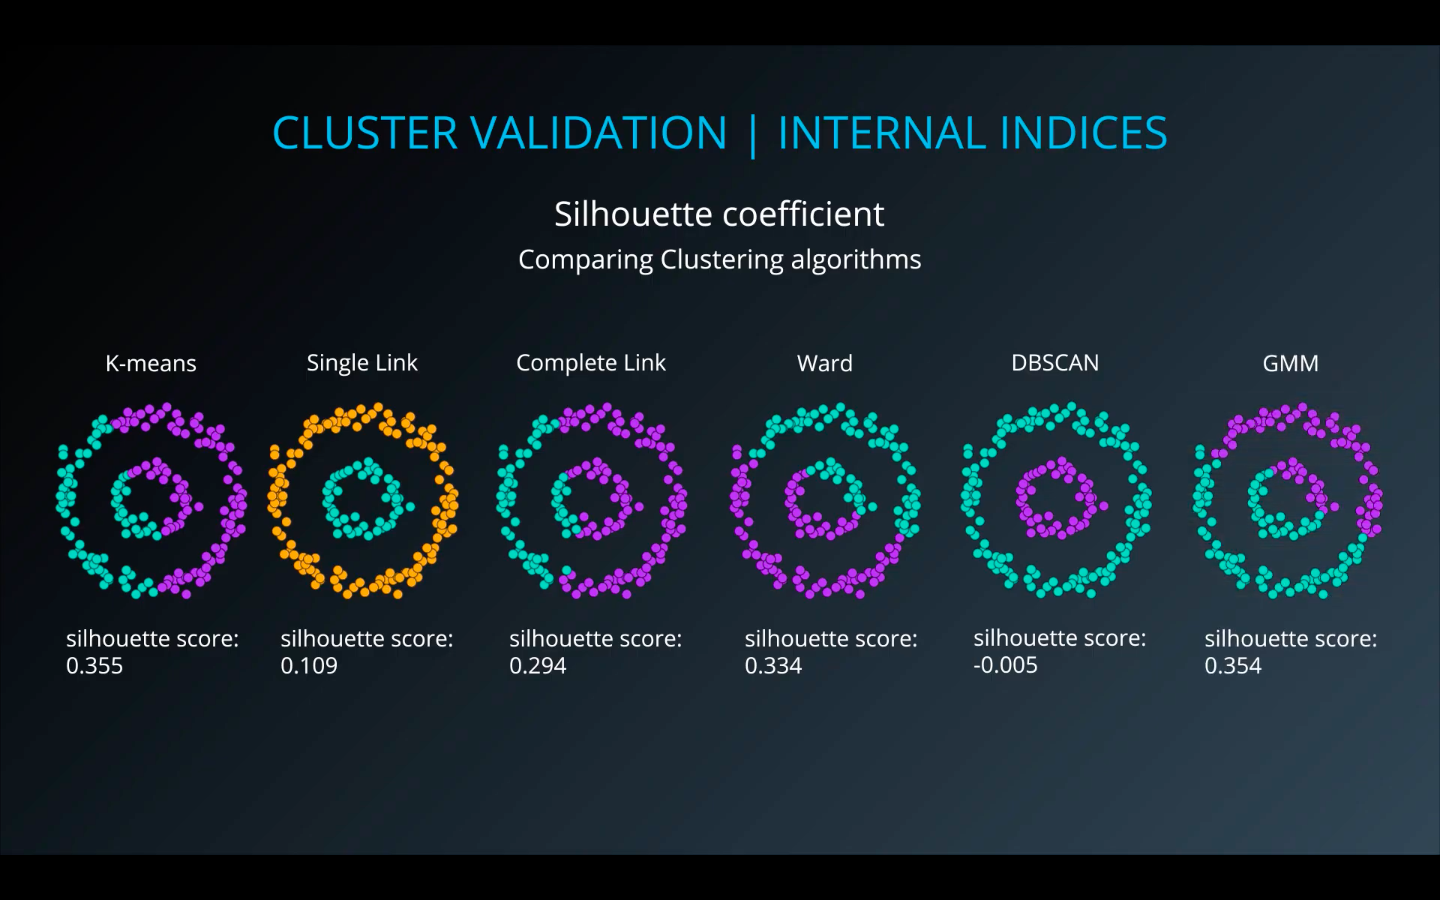 CLUSTER VALIDATION | INTERNAL INDICES
Silhouette coefficient
Comparing Clustering algorithms
K-means
Single Link
Complete Link
Ward
DBSCAN
GMM
silhouette score:
0.355
silhouette score:
0.109
silhouette score:
0.294
silhouette score:
0.334
silhouette score:
-0.005
silhouette score:
0.354